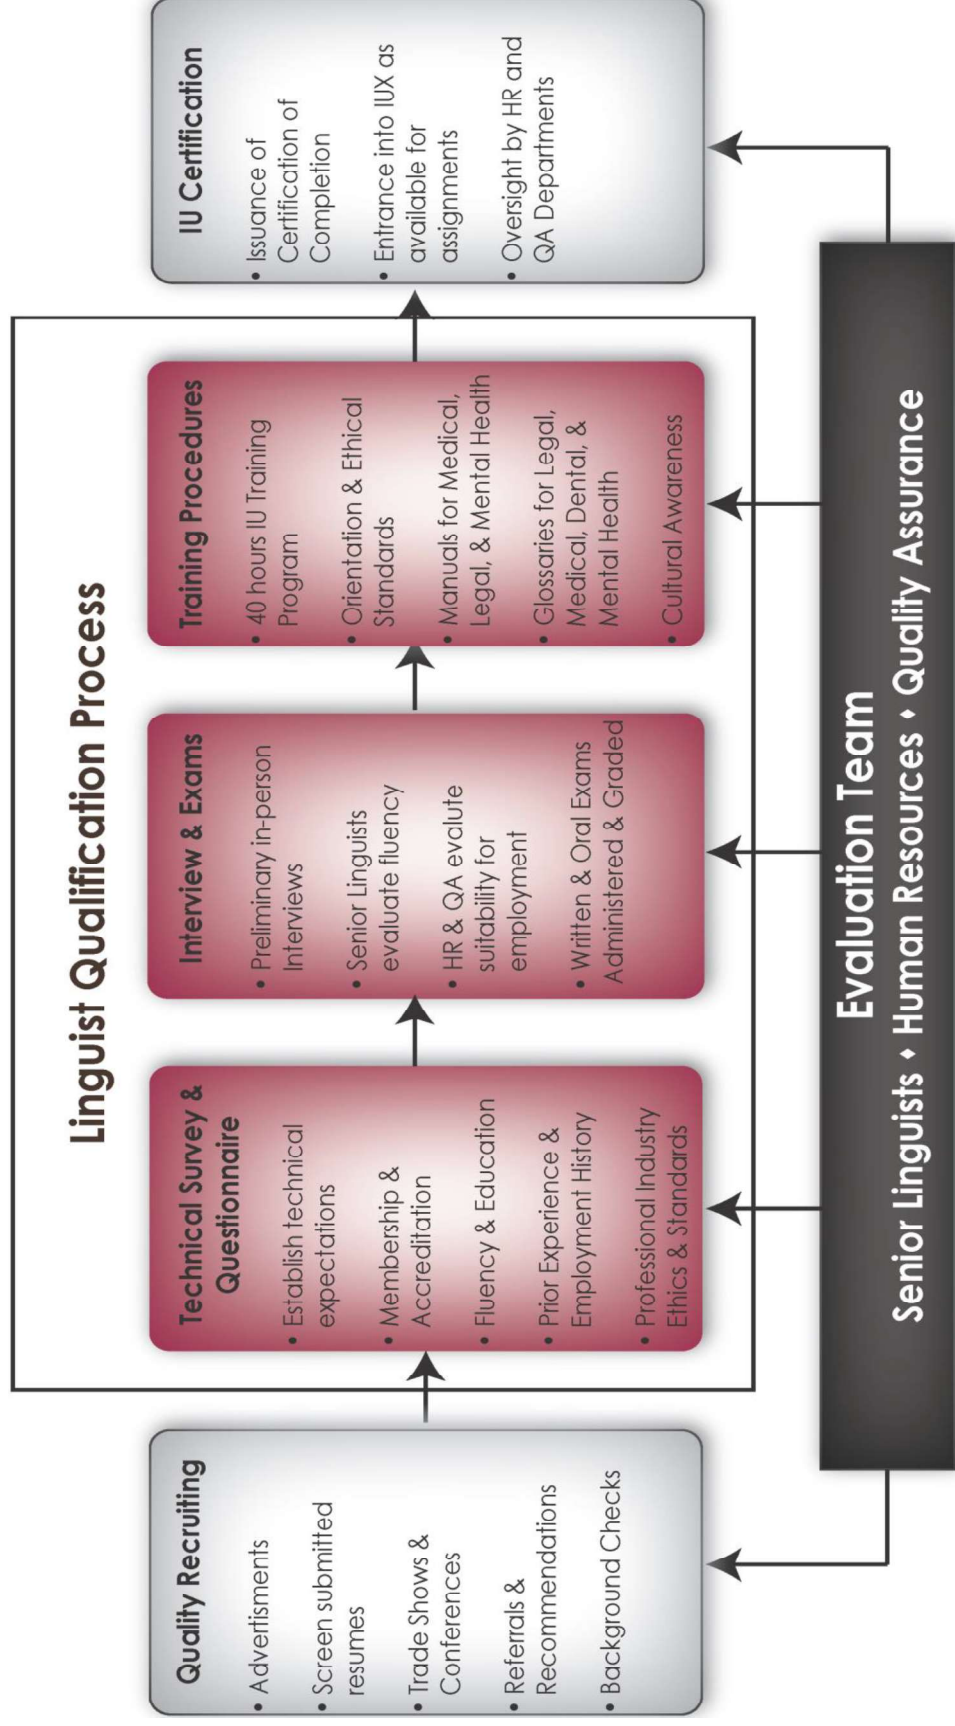 Linguist Qualification Process
Quality Recruiting
• Advertisments
• Screen submitted
resumes
• Trade Shows &
Conferences
• Referrals &
Recommendations
• Background Checks
Technical Survey &
Questionnaire
• Establish technical
expectations
• Membership &
Accreditation
• Fluency & Education
• Prior Experience &
Employment History
• Professional Industry
Ethics & Standards
Interview & Exams
• Preliminary in-person
Interviews
• Senior Linguists
evaluate fluency
• HR & QA evalute
suitability for
employment
• Written & Oral Exams
Administered & Graded
Training Procedures
• 40 hours IU Training
Program
• Orientation & Ethical
Standards
• Manuals for Medical,
Legal, & Mental Health
• Glossaries for Legal,
Medical, Dental, &
Mental Health
• Cultural Awareness
IU Certification
• Issuance of
Certification of
Completion
• Entrance into IUX as
available for
assignments
• Oversight by HR and
QA Departments
Evaluation Team
Senior Linguists ♦ Human Resources ♦ Quality Assurance